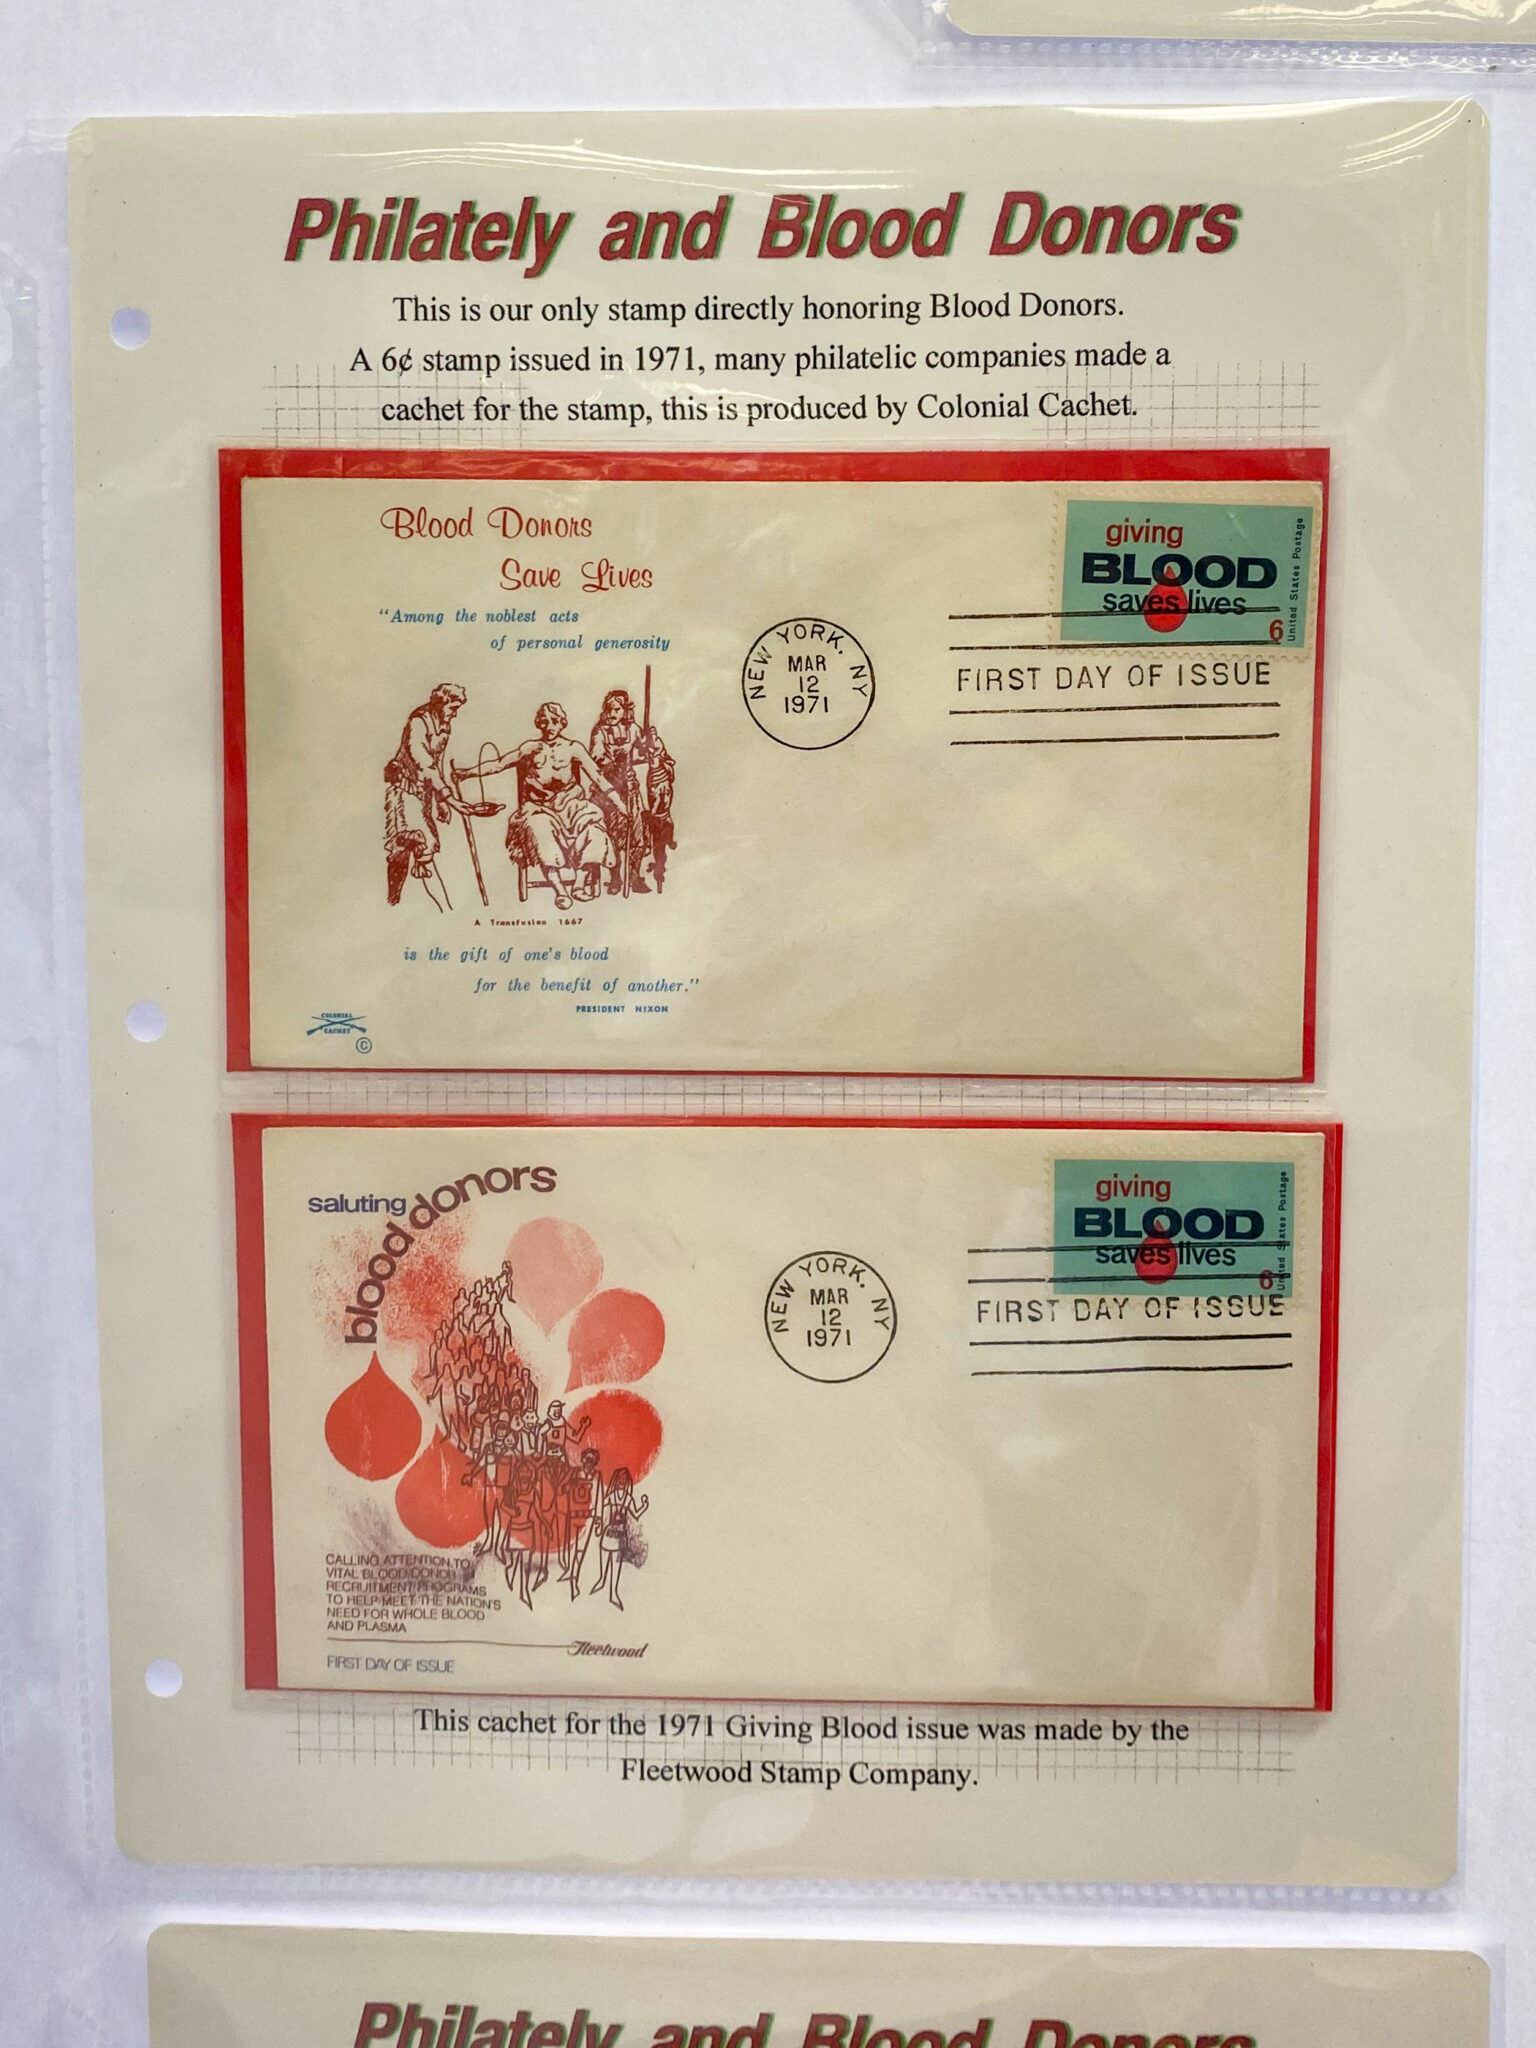 Philately and Blood Donors
This is our only stamp directly honoring Blood Donors.
A 6¢ stamp issued in 1971, many philatelic companies made a
cachet for the stamp, this is produced by Colonial Cachet.
Blood Donors
Save Lives
"Among the noblest acts
of personal generosity
A Transfusion 1667
is the gift of one's blood
for the benefit of another."
PRESIDENT NIXON
COLONIAL
CACHET
©
NEW YORK, NY
MAR
12
1971
giving
BLOOD
saves lives
6
United States Postage
FIRST DAY OF ISSUE
saluting blood donors
CALLING ATTENTION TO
VITAL BLOOD DONOR
RECRUITMENT PROGRAMS
TO HELP MEET THE NATION'S
NEED FOR WHOLE BLOOD
AND PLASMA
Fleetwood
FIRST DAY OF ISSUE
NEW YORK, NY
MAR
12
1971
giving
BLOOD
saves lives
6
United States Postage
FIRST DAY OF ISSUE
This cachet for the 1971 Giving Blood issue was made by the
Fleetwood Stamp Company.
Philately and Blood Donors